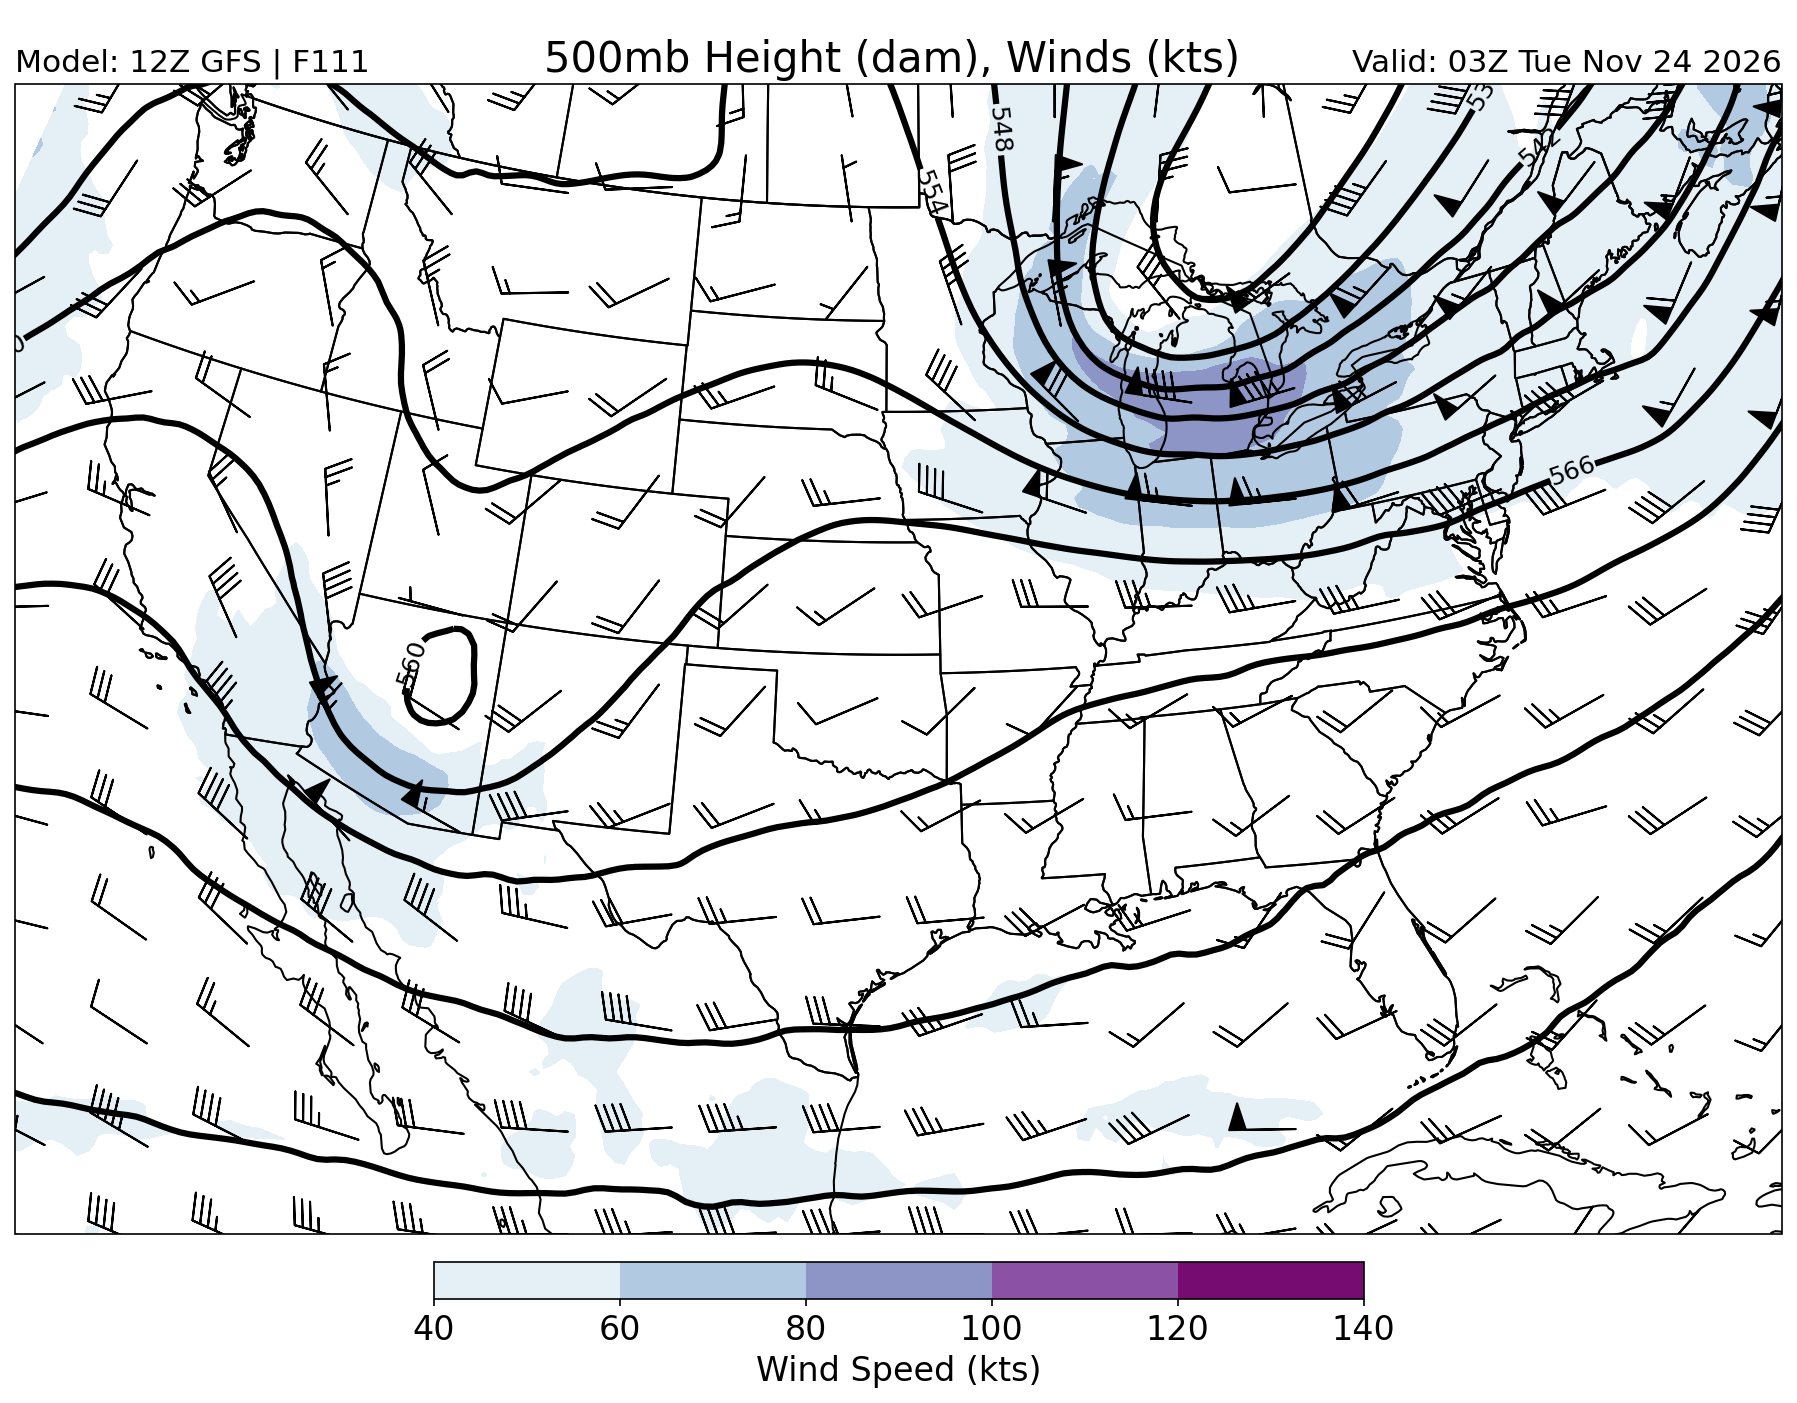 Model: 12Z GFS | F111
500mb Height (dam), Winds (kts)
Valid: 03Z Tue Nov 24 2026
548
542
554
566
560
40 60 80 100 120 140
Wind Speed (kts)